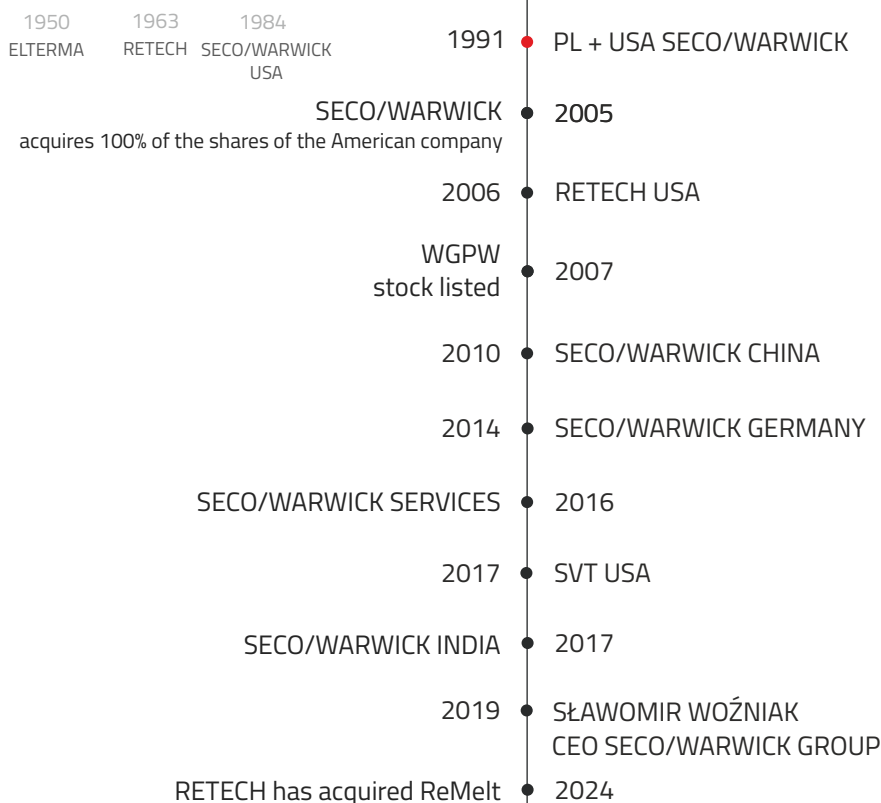 1950
ELTERMA
1963
RETECH
1984
SECO/WARWICK
USA
1991
PL + USA SECO/WARWICK
SECO/WARWICK
acquires 100% of the shares of the American company
2005
2006
RETECH USA
WGPW
stock listed
2007
2010
SECO/WARWICK CHINA
2014
SECO/WARWICK GERMANY
SECO/WARWICK SERVICES
2016
2017
SVT USA
SECO/WARWICK INDIA
2017
2019
SŁAWOMIR WOŹNIAK
CEO SECO/WARWICK GROUP
RETECH has acquired ReMelt
2024